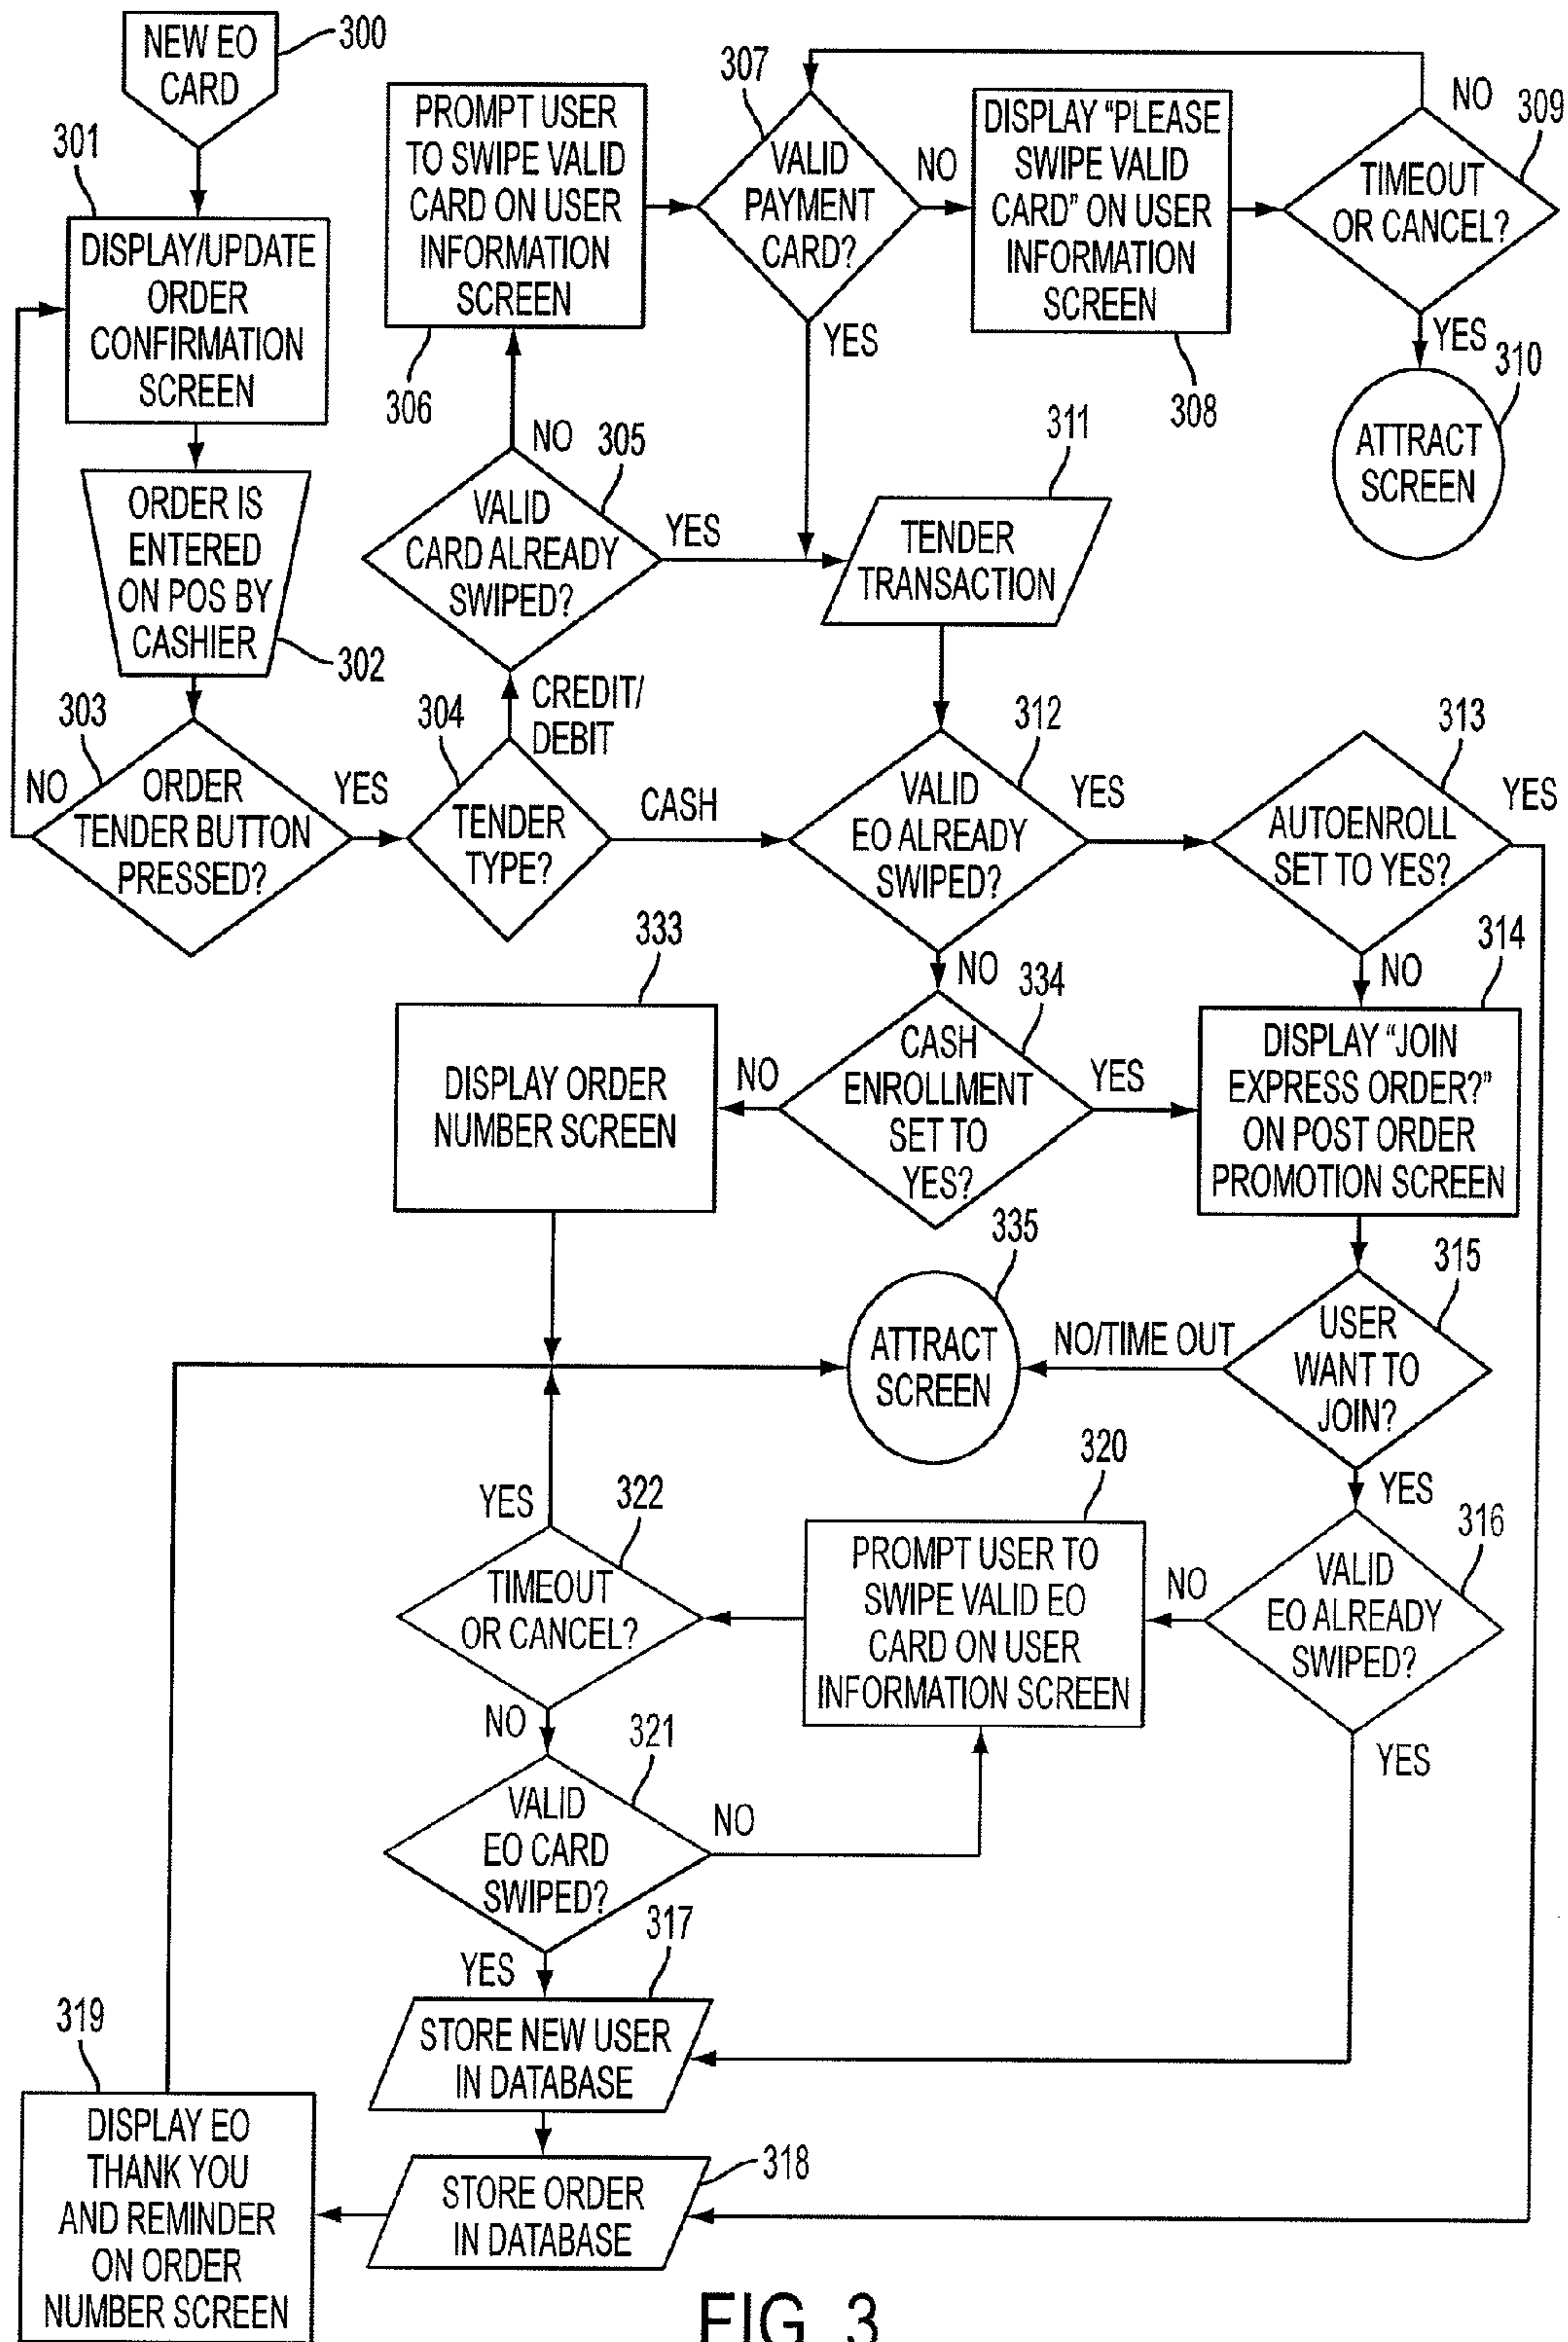 NEW EO
CARD
300
301
DISPLAY/UPDATE
ORDER
CONFIRMATION
SCREEN
ORDER IS
ENTERED
ON POS BY
CASHIER
302
303
NO
ORDER
TENDER BUTTON
PRESSED?
YES
304
TENDER
TYPE?
CREDIT/
DEBIT
CASH
305
VALID
CARD ALREADY
SWIPED?
NO
YES
PROMPT USER
TO SWIPE VALID
CARD ON USER
INFORMATION
SCREEN
306
307
VALID
PAYMENT
CARD?
NO
YES
DISPLAY “PLEASE
SWIPE VALID
CARD” ON USER
INFORMATION
SCREEN
308
NO
309
TIMEOUT
OR CANCEL?
YES
310
ATTRACT
SCREEN
311
TENDER
TRANSACTION
312
VALID
EO ALREADY
SWIPED?
YES
NO
313
AUTOENROLL
SET TO YES?
YES
NO
314
DISPLAY “JOIN
EXPRESS ORDER?”
ON POST ORDER
PROMOTION SCREEN
334
CASH
ENROLLMENT
SET TO
YES?
NO
YES
333
DISPLAY ORDER
NUMBER SCREEN
335
ATTRACT
SCREEN
NO/TIME OUT
315
USER
WANT TO
JOIN?
YES
316
VALID
EO ALREADY
SWIPED?
NO
YES
320
PROMPT USER TO
SWIPE VALID EO
CARD ON USER
INFORMATION SCREEN
322
TIMEOUT
OR CANCEL?
YES
NO
321
VALID
EO CARD
SWIPED?
NO
YES
317
STORE NEW USER
IN DATABASE
318
STORE ORDER
IN DATABASE
319
DISPLAY EO
THANK YOU
AND REMINDER
ON ORDER
NUMBER SCREEN
FIG. 3